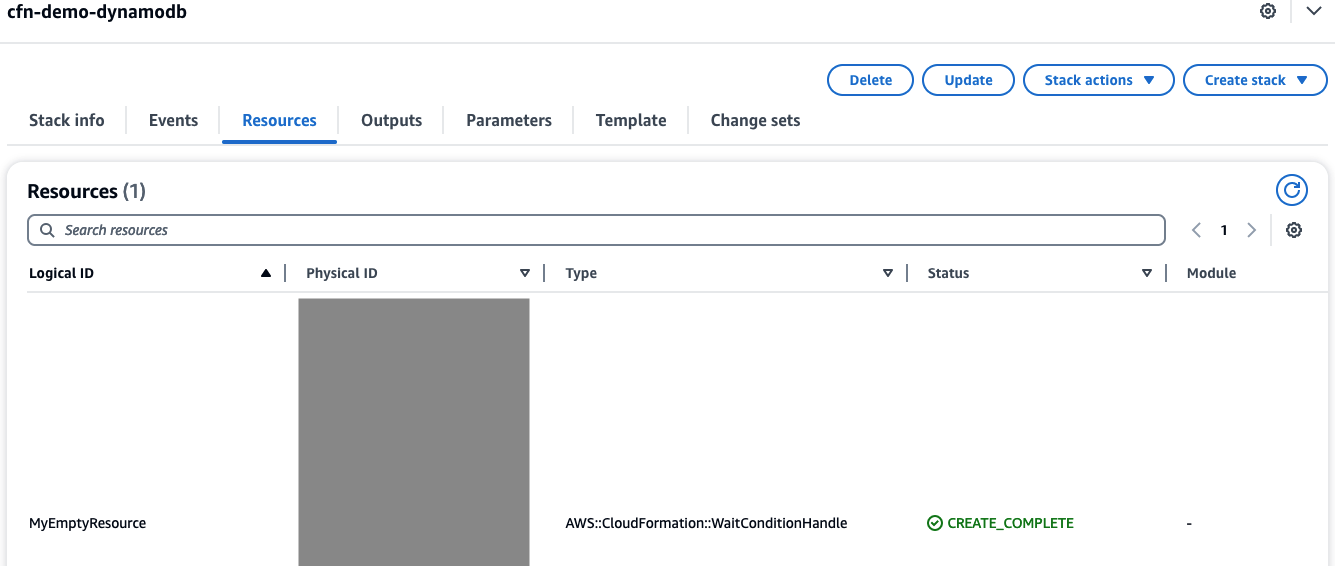 cfn-demo-dynamodb
Delete Update Stack actions Create stack
Stack info Events Resources Outputs Parameters Template Change sets
Resources (1)
Search resources 1
Logical ID Physical ID Type Status Module
MyEmptyResource AWS::CloudFormation::WaitConditionHandle CREATE_COMPLETE -